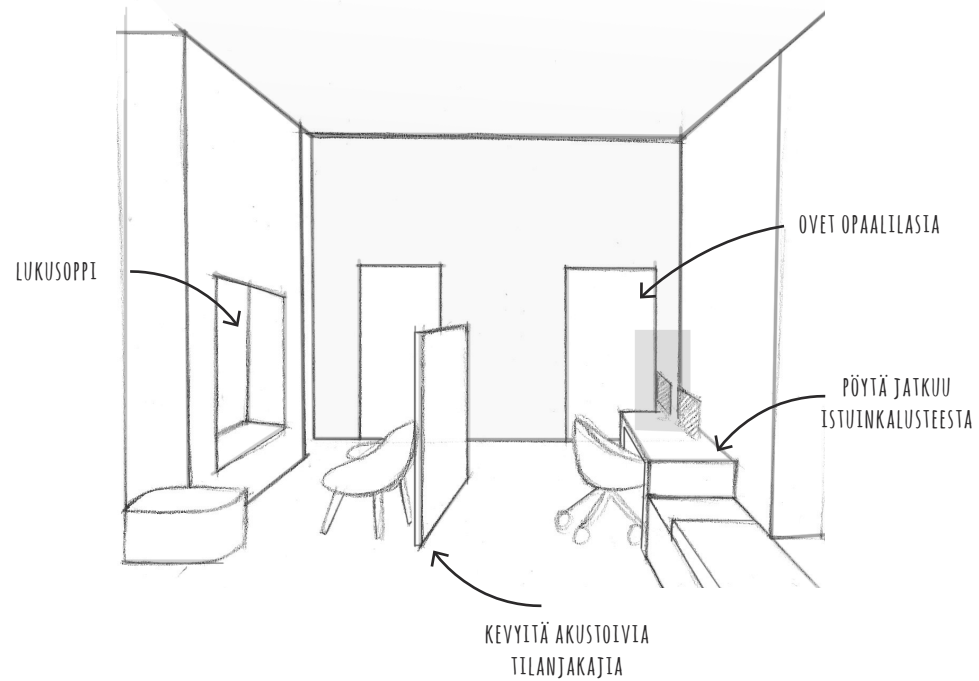 OVET OPAALILASIA
LUKUSOPPI
PÖYTÄ JATKUU
ISTUINKALUSTEESTA
KEVYITÄ AKUSTOIVIA
TILANJAKAJIA